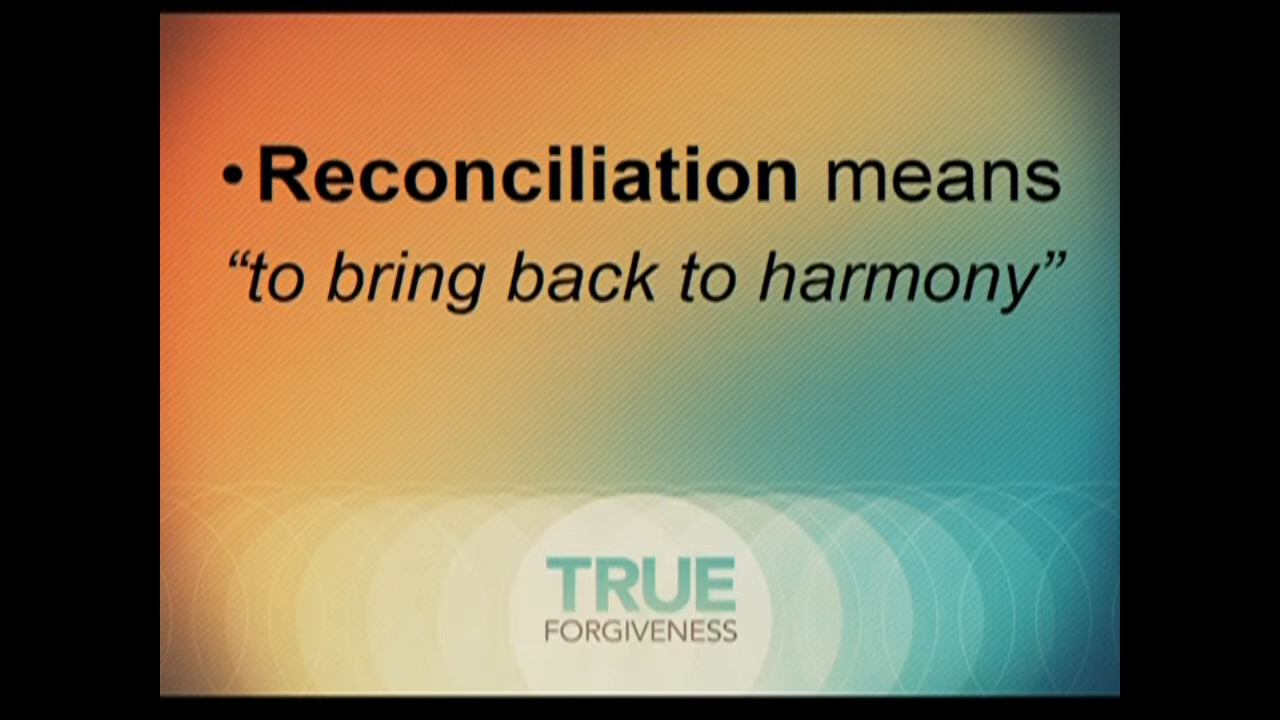 • Reconciliation means
“to bring back to harmony”
TRUE
FORGIVENESS